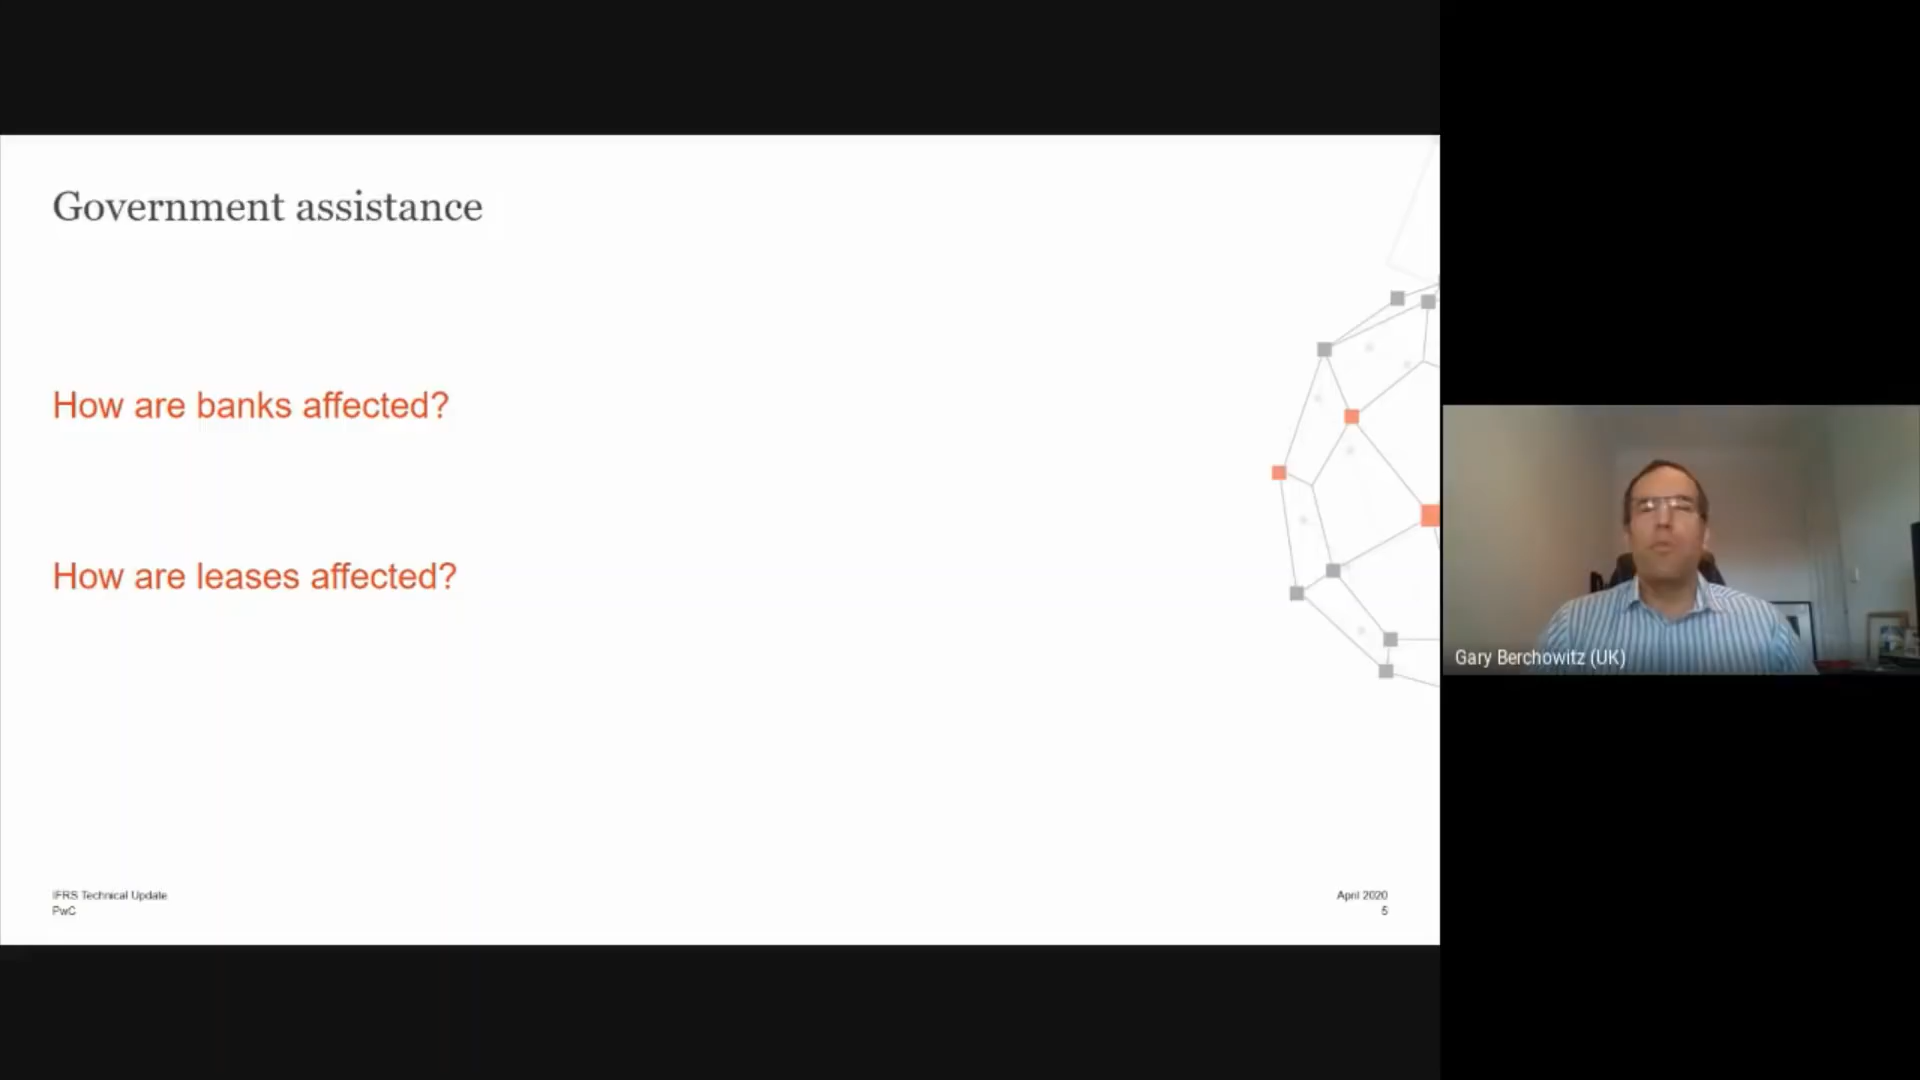 Government assistance
How are banks affected?
How are leases affected?
IFRS Technical Update
PwC
April 2020
5
Gary Berchowitz (UK)